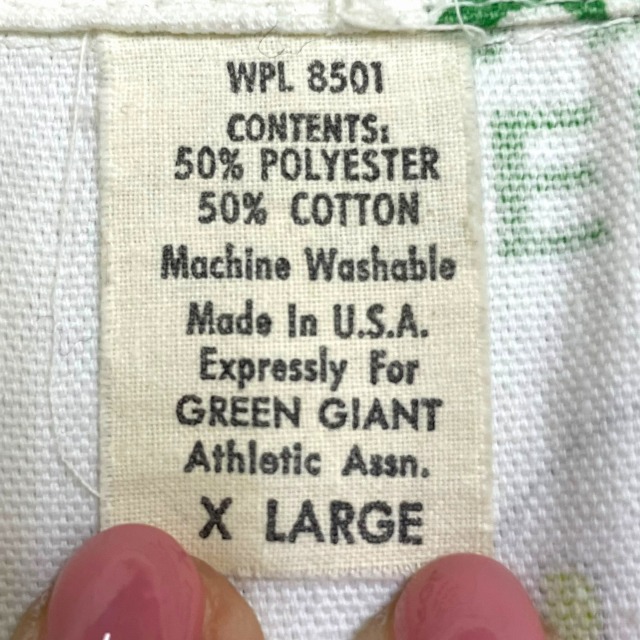 WPL 8501
CONTENTS:
50% POLYESTER
50% COTTON
Machine Washable
Made In U.S.A.
Expressly For
GREEN GIANT
Athletic Assn.
X LARGE
E